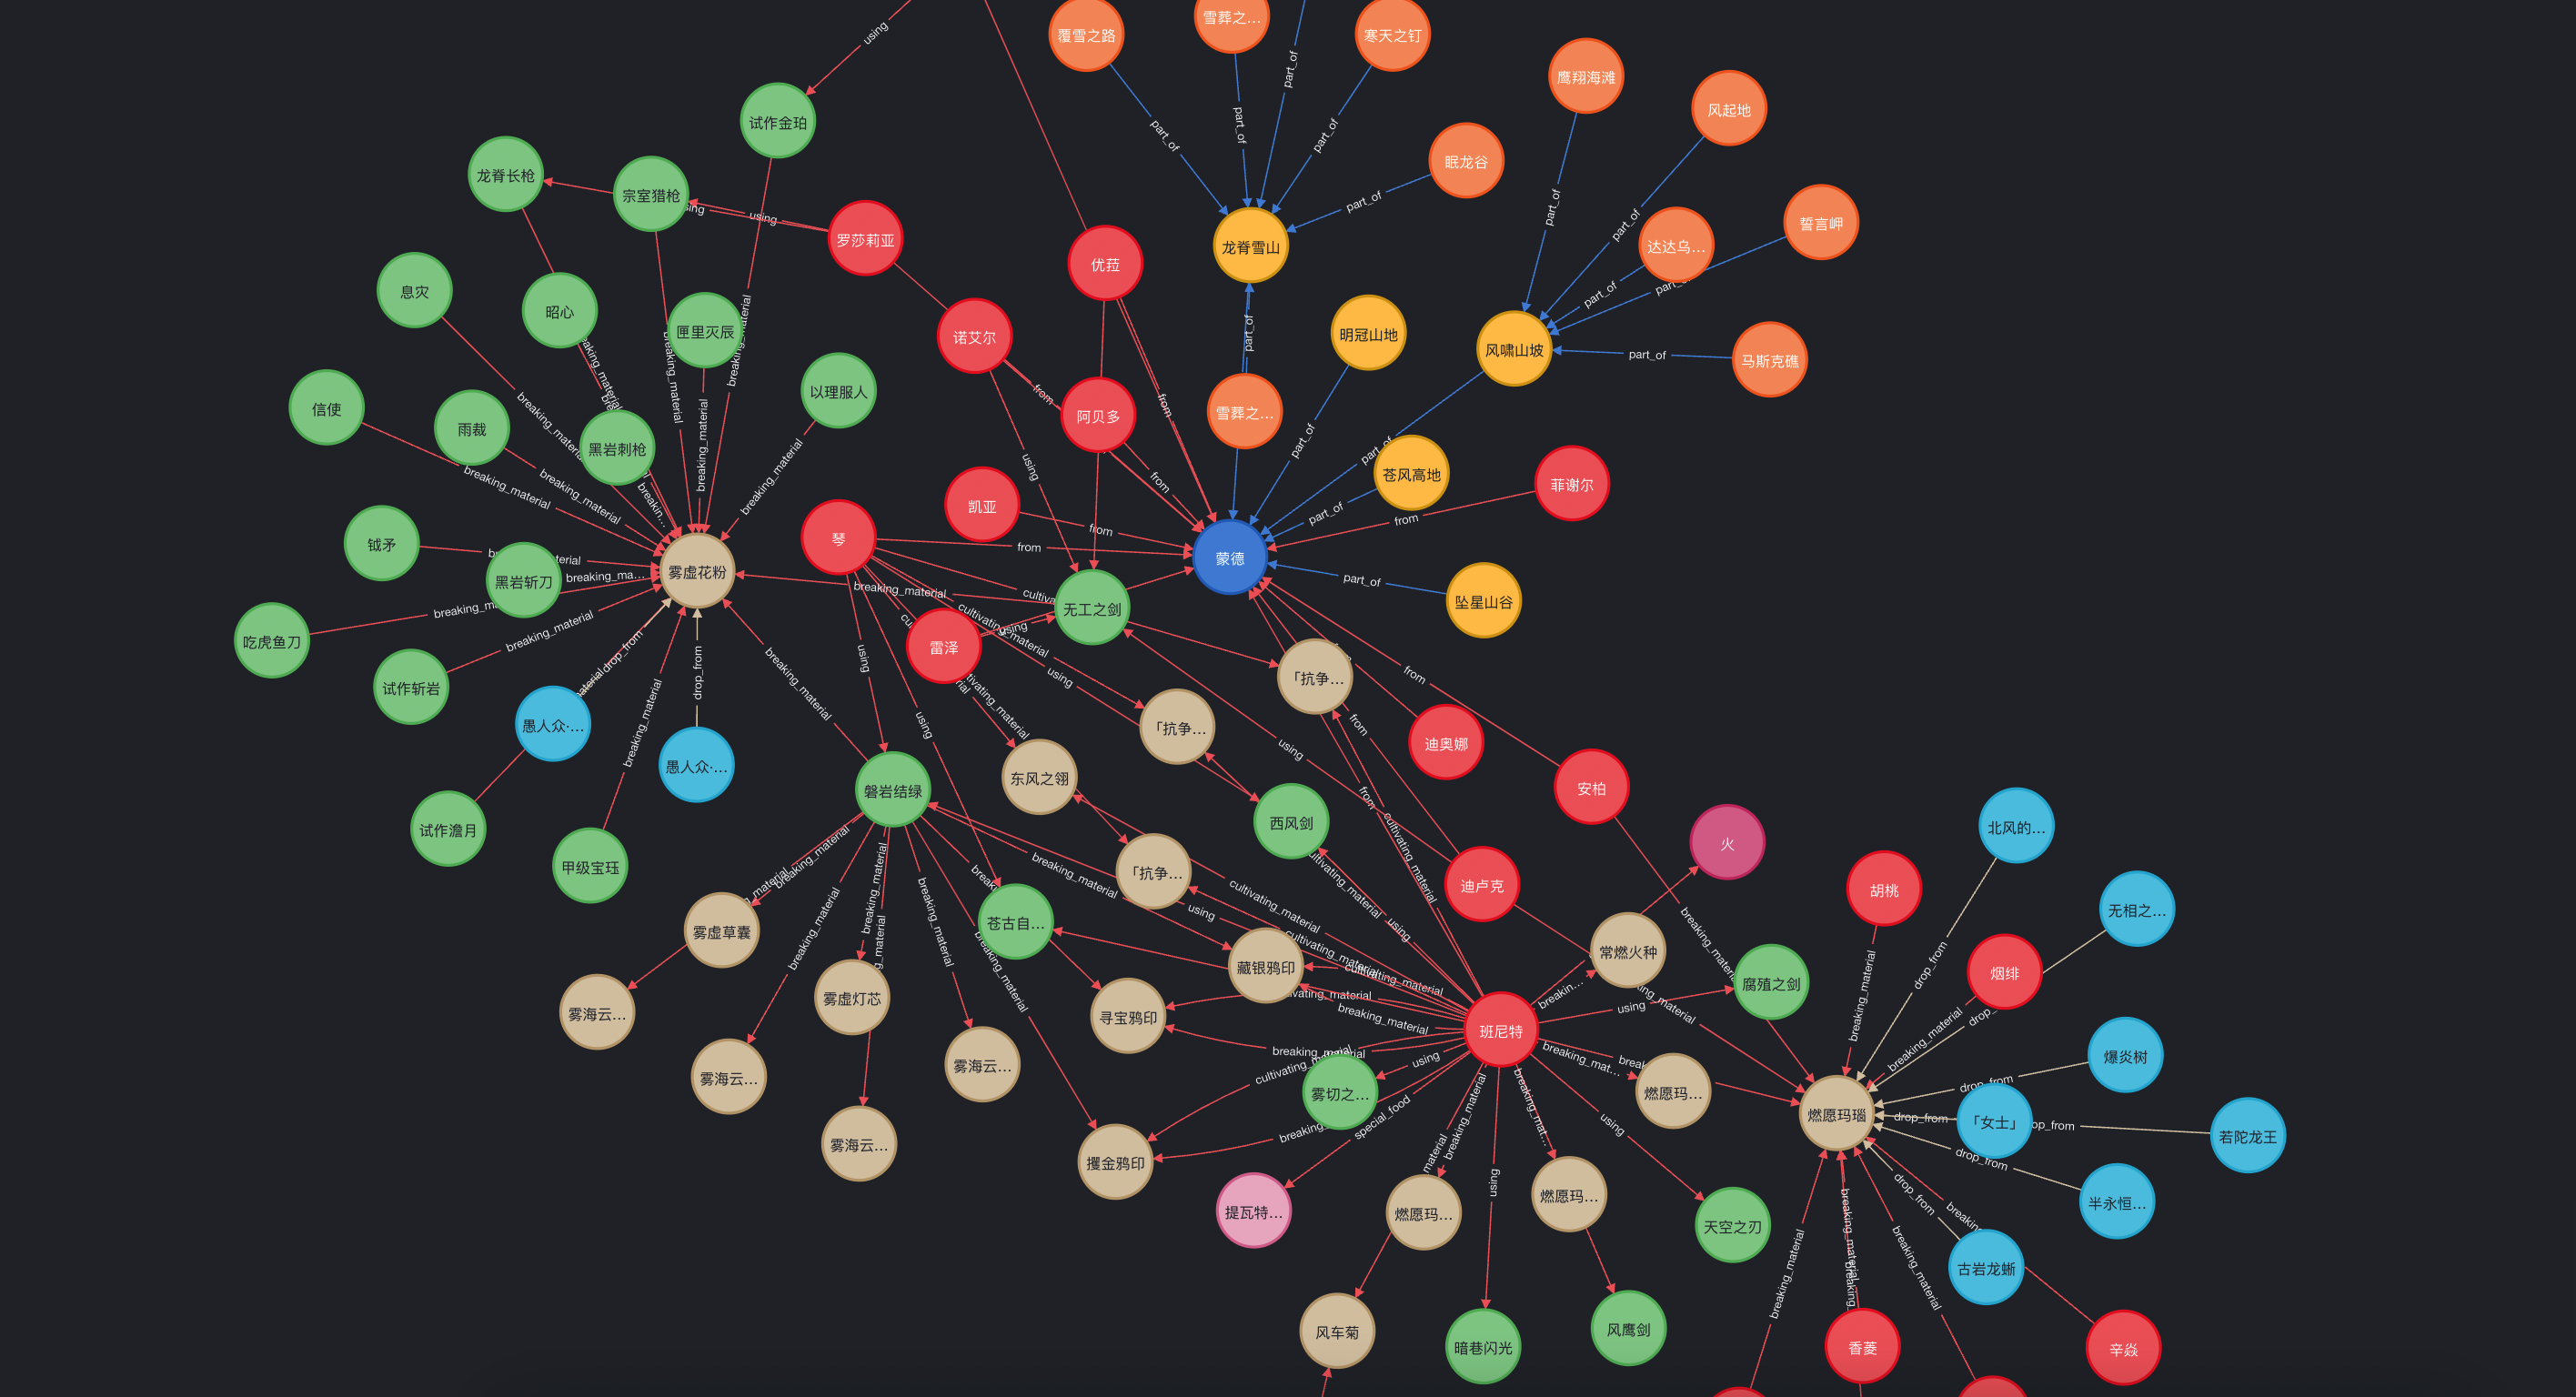 using
覆雪之路
雪葬之…
寒天之钉
鹰翔海滩
风起地
试作金珀
part_of
part_of
part_of
part_of
眠龙谷
龙脊长枪
宗室猎枪
using
罗莎莉亚
优菈
龙脊雪山
part_of
part_of
part_of
达达乌…
誓言岬
息灾
昭心
匣里灭辰
诺艾尔
part_of
明冠山地
风啸山坡
part_of
part_of
马斯克礁
信使
雨裁
黑岩刺枪
以理服人
from
阿贝多
from
雪葬之…
part_of
苍风高地
菲谢尔
breaking_material
breaking_material
breaking_material
breaking_material
breaking_material
using
凯亚
from
from
part_of
from
钺矛
黑岩斩刀
breaking_ma…
雾虚花粉
琴
from
蒙德
part_of
坠星山谷
吃虎鱼刀
breaking_material
breaking_material
雷泽
using
无工之剑
试作斩岩
drop_from
drop_from
breaking_material
breaking_material
using
cultivating_material
using
「抗争…
from
愚人众·…
愚人众·…
using
「抗争…
using
from
迪奥娜
安柏
试作澹月
甲级宝珏
磐岩结绿
东风之翎
西风剑
from
cultivating_material
火
北风的…
breaking_material
breaking_material
「抗争…
迪卢克
胡桃
无相之…
雾虚草囊
breaking_material
breaking_material
breaking_material
苍古自…
using
cultivating_material
藏银鸦印
using
常燃火种
腐殖之剑
breaking_material
drop_from
烟绯
雾海云…
雾虚灯芯
breaking_material
寻宝鸦印
breaking_material
班尼特
breakin…
using
breaking_material
爆炎树
雾海云…
雾海云…
雾切之…
using
breaking_mat…
燃愿玛…
燃愿玛瑙
drop_from
drop_from
「女士」
若陀龙王
雾海云…
攫金鸦印
special_food
breaking_material
breaking_mat…
using
drop_from
提瓦特…
燃愿玛…
using
燃愿玛…
天空之刃
breaking_material
drop_from
半永恒…
古岩龙蜥
风车菊
暗巷闪光
风鹰剑
breaking_material
breaking_material
香菱
辛焱